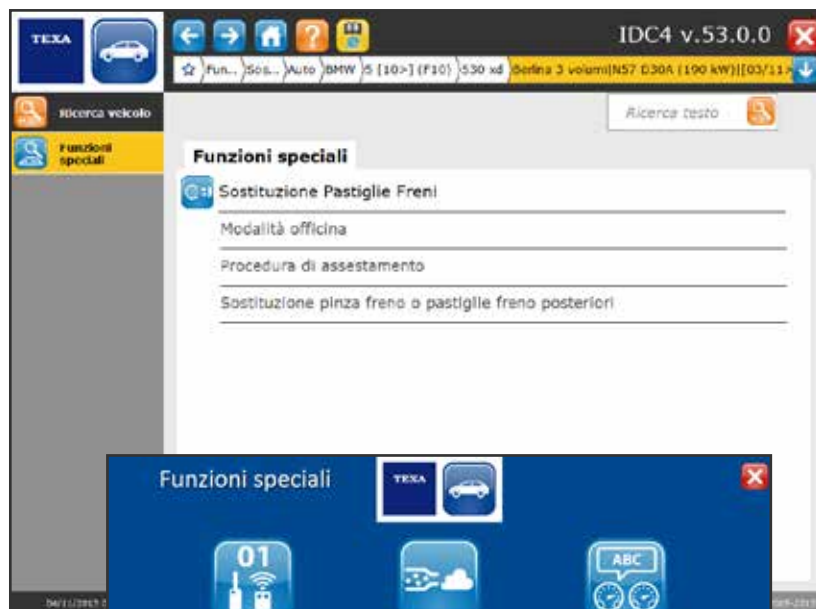 TEXA
IDC4 v.53.0.0
Fun... Sos... Auto BMW 5 [10>] (F10) 530 xd Berlina 3 volumi|N57 D30A (190 kW)|[03/11>
Ricerca veicolo
Ricerca testo
Funzioni speciali
Funzioni speciali
Sostituzione Pastiglie Freni
Modalità officina
Procedura di assestamento
Sostituzione pinza freno o pastiglie freno posteriori
Funzioni speciali
TEXA
01
ABC